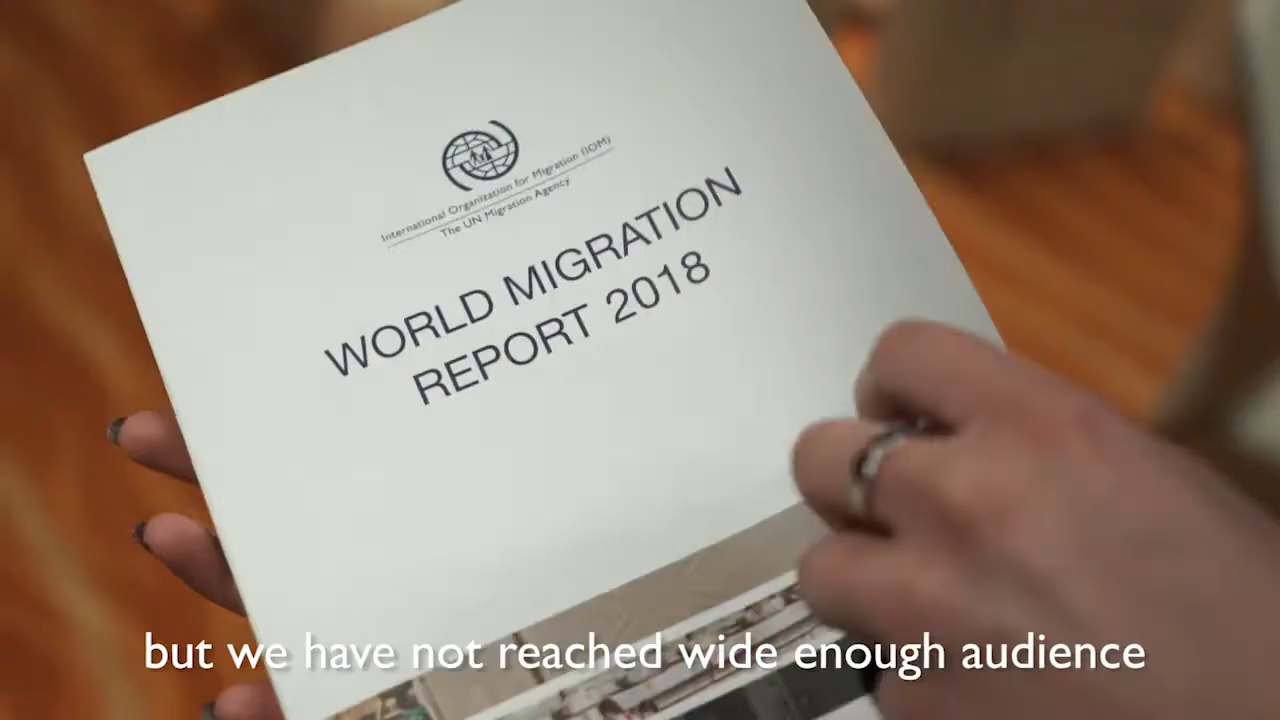 International Organization for Migration (IOM)
The UN Migration Agency
WORLD MIGRATION
REPORT 2018
but we have not reached wide enough audience